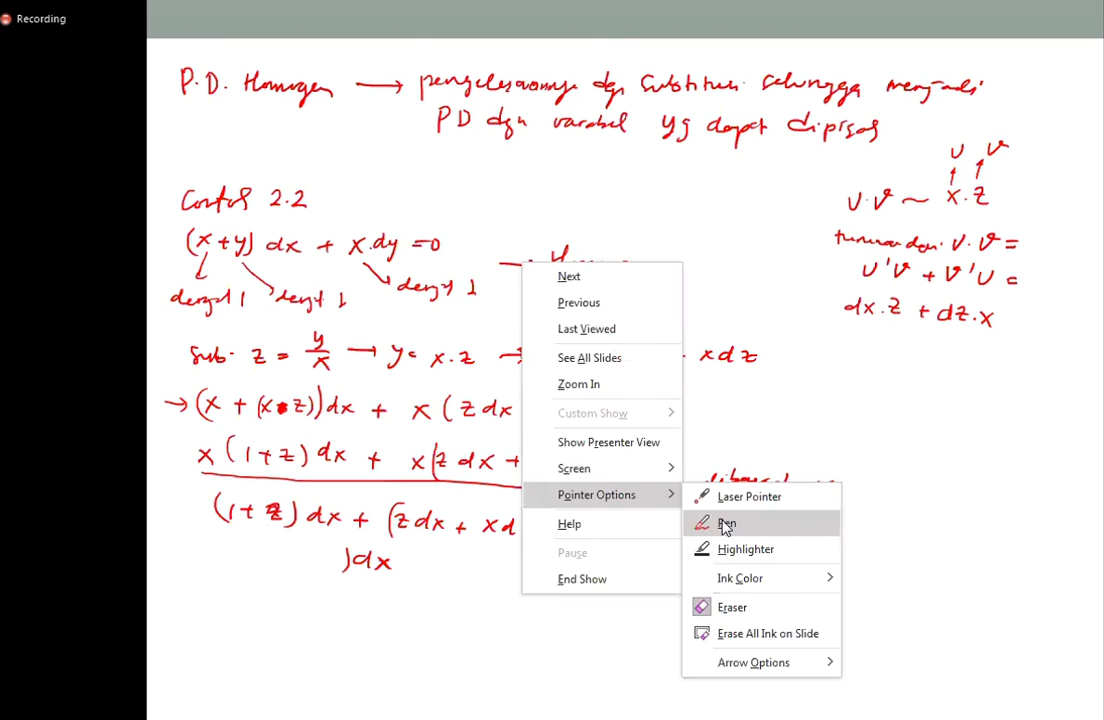 Recording
P.D. Homogen → dgn substitusi sehingga menjadi
PD dgn variabel yg dapat dipisah
U V
↑ ↑
U.V ~ x.z
Contoh 2.2
(x+y) dx + x.dy = 0
turunan dari U.V =
U'V + V'U =
derajat 1 derajat 1 derajat 1
dx.z + dz.x
Sub. z = y/x → y = x.z → xdz
→ (x + (x.z))dx + x (z dx
x (1+z) dx + x(z dx +
(1+z) dx + (z dx + xd
)dx
Next
Previous
Last Viewed
See All Slides
Zoom In
Custom Show
Show Presenter View
Screen
Pointer Options
Help
Pause
End Show
Laser Pointer
Pen
Highlighter
Ink Color
Eraser
Erase All Ink on Slide
Arrow Options